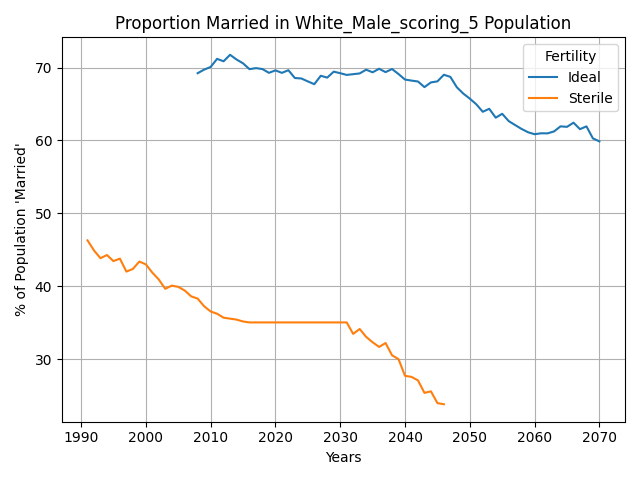 Proportion Married in White_Male_scoring_5 Population
Fertility
Ideal
Sterile
% of Population 'Married'
70
60
50
40
30
1990 2000 2010 2020 2030 2040 2050 2060 2070
Years